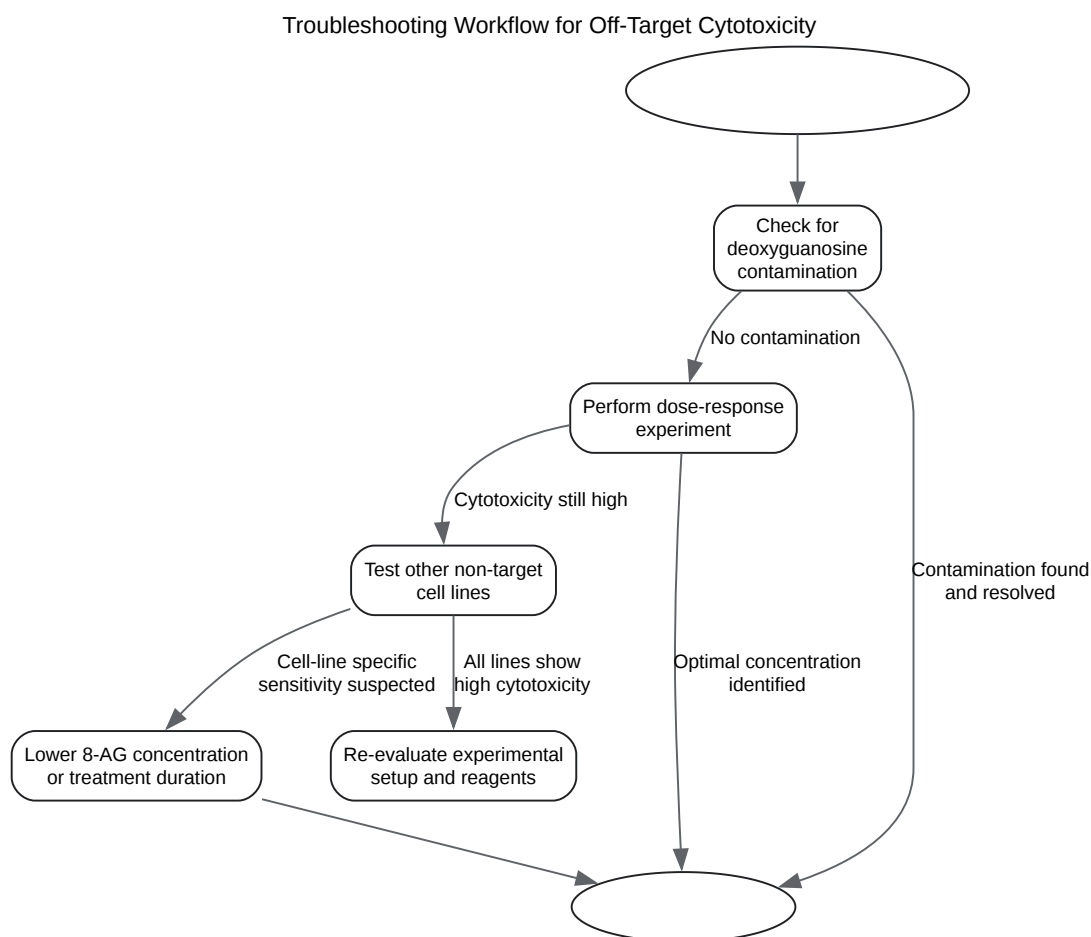 Troubleshooting Workflow for Off-Target Cytotoxicity
Check for
deoxyguanosine
contamination
No contamination
Perform dose-response
experiment
Cytotoxicity still high
Test other non-target
cell lines
Contamination found
and resolved
Cell-line specific
sensitivity suspected
All lines show
high cytotoxicity
Optimal concentration
identified
Lower 8-AG concentration
or treatment duration
Re-evaluate experimental
setup and reagents